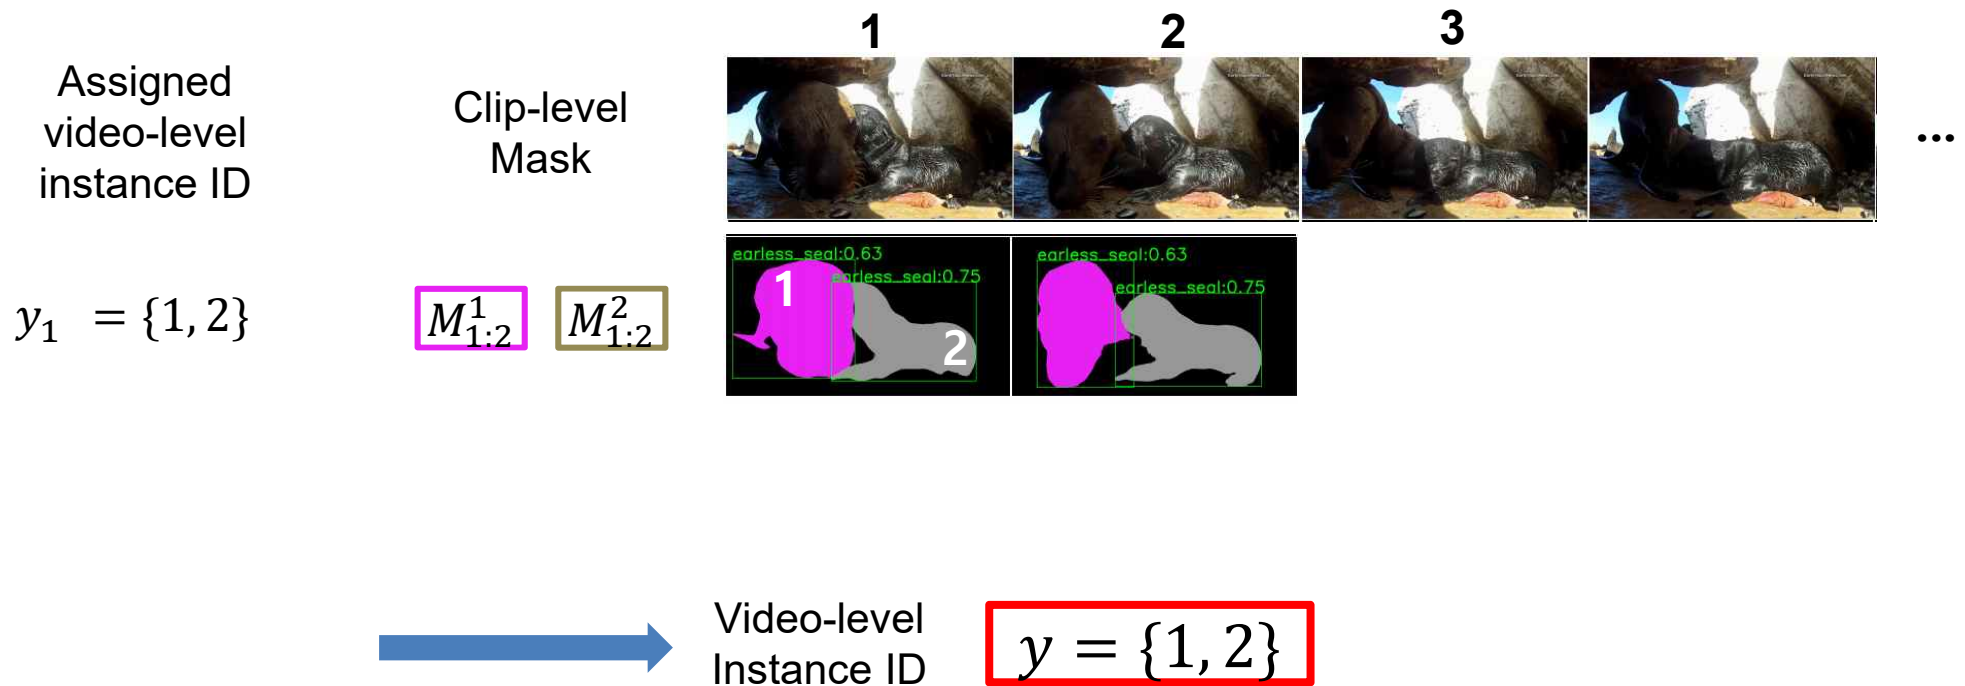 1 2 3
Assigned
video-level
instance ID
Clip-level
Mask
...
earless_seal:0.63
earless_seal:0.75
1
2
earless_seal:0.63
earless_seal:0.75
y₁ = {1, 2}
M¹₁:₂ M²₁:₂
Video-level
Instance ID
y = {1, 2}